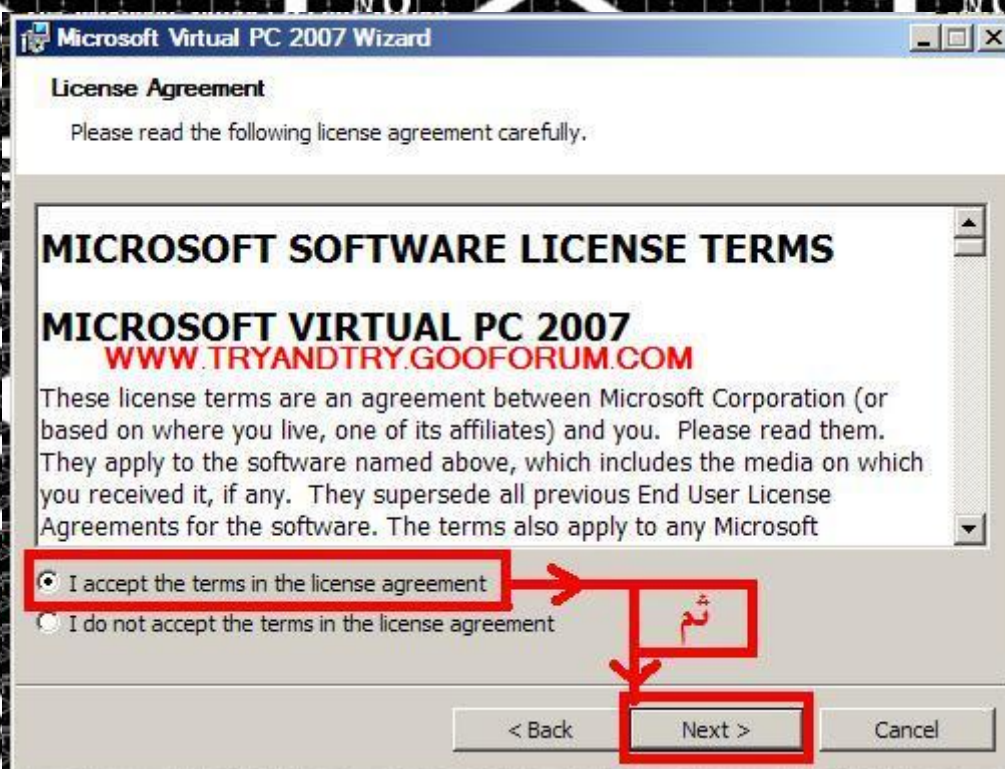 NO
Microsoft Virtual PC 2007 Wizard
License Agreement
Please read the following license agreement carefully.
MICROSOFT SOFTWARE LICENSE TERMS
MICROSOFT VIRTUAL PC 2007
WWW.TRYANDTRY.GOOFORUM.COM
These license terms are an agreement between Microsoft Corporation (or
based on where you live, one of its affiliates) and you.  Please read them.
They apply to the software named above, which includes the media on which
you received it, if any.  They supersede all previous End User License
Agreements for the software. The terms also apply to any Microsoft
I accept the terms in the license agreement
I do not accept the terms in the license agreement
ثم
< Back Next > Cancel